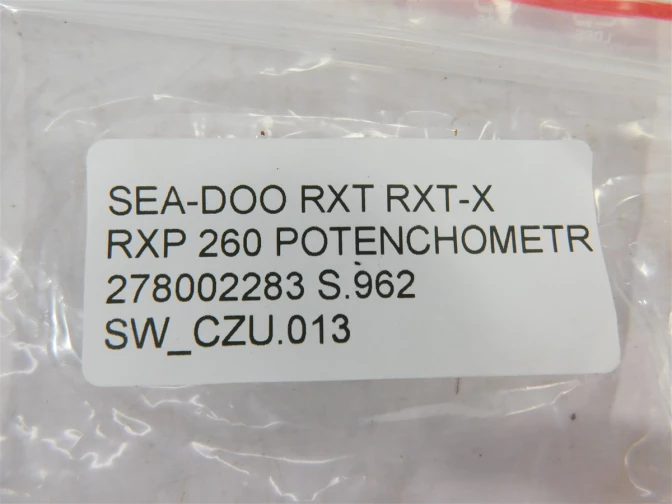 SEA-DOO RXT RXT-X
RXP 260 POTENCHOMETR
278002283 S.962
SW_CZU.013